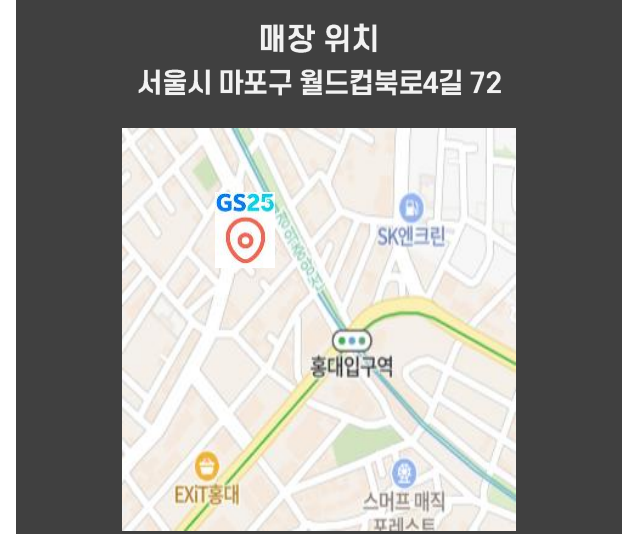 매장 위치
서울시 마포구 월드컵북로4길 72
GS25
SK엔크린
홍대입구역
EXiT홍대
스머프 매직
포레스트